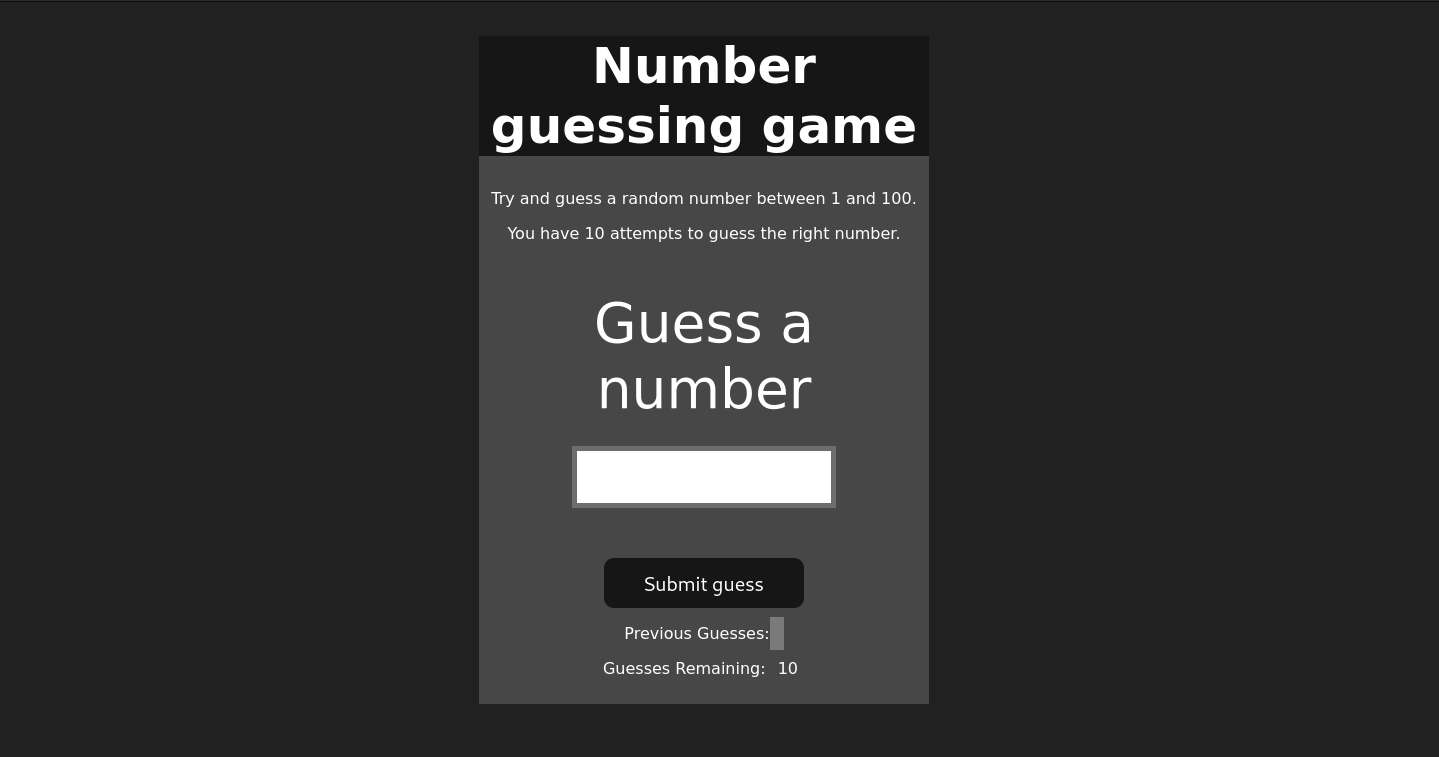 Number
guessing game
Try and guess a random number between 1 and 100.
You have 10 attempts to guess the right number.
Guess a
number
Submit guess
Previous Guesses:
Guesses Remaining: 10